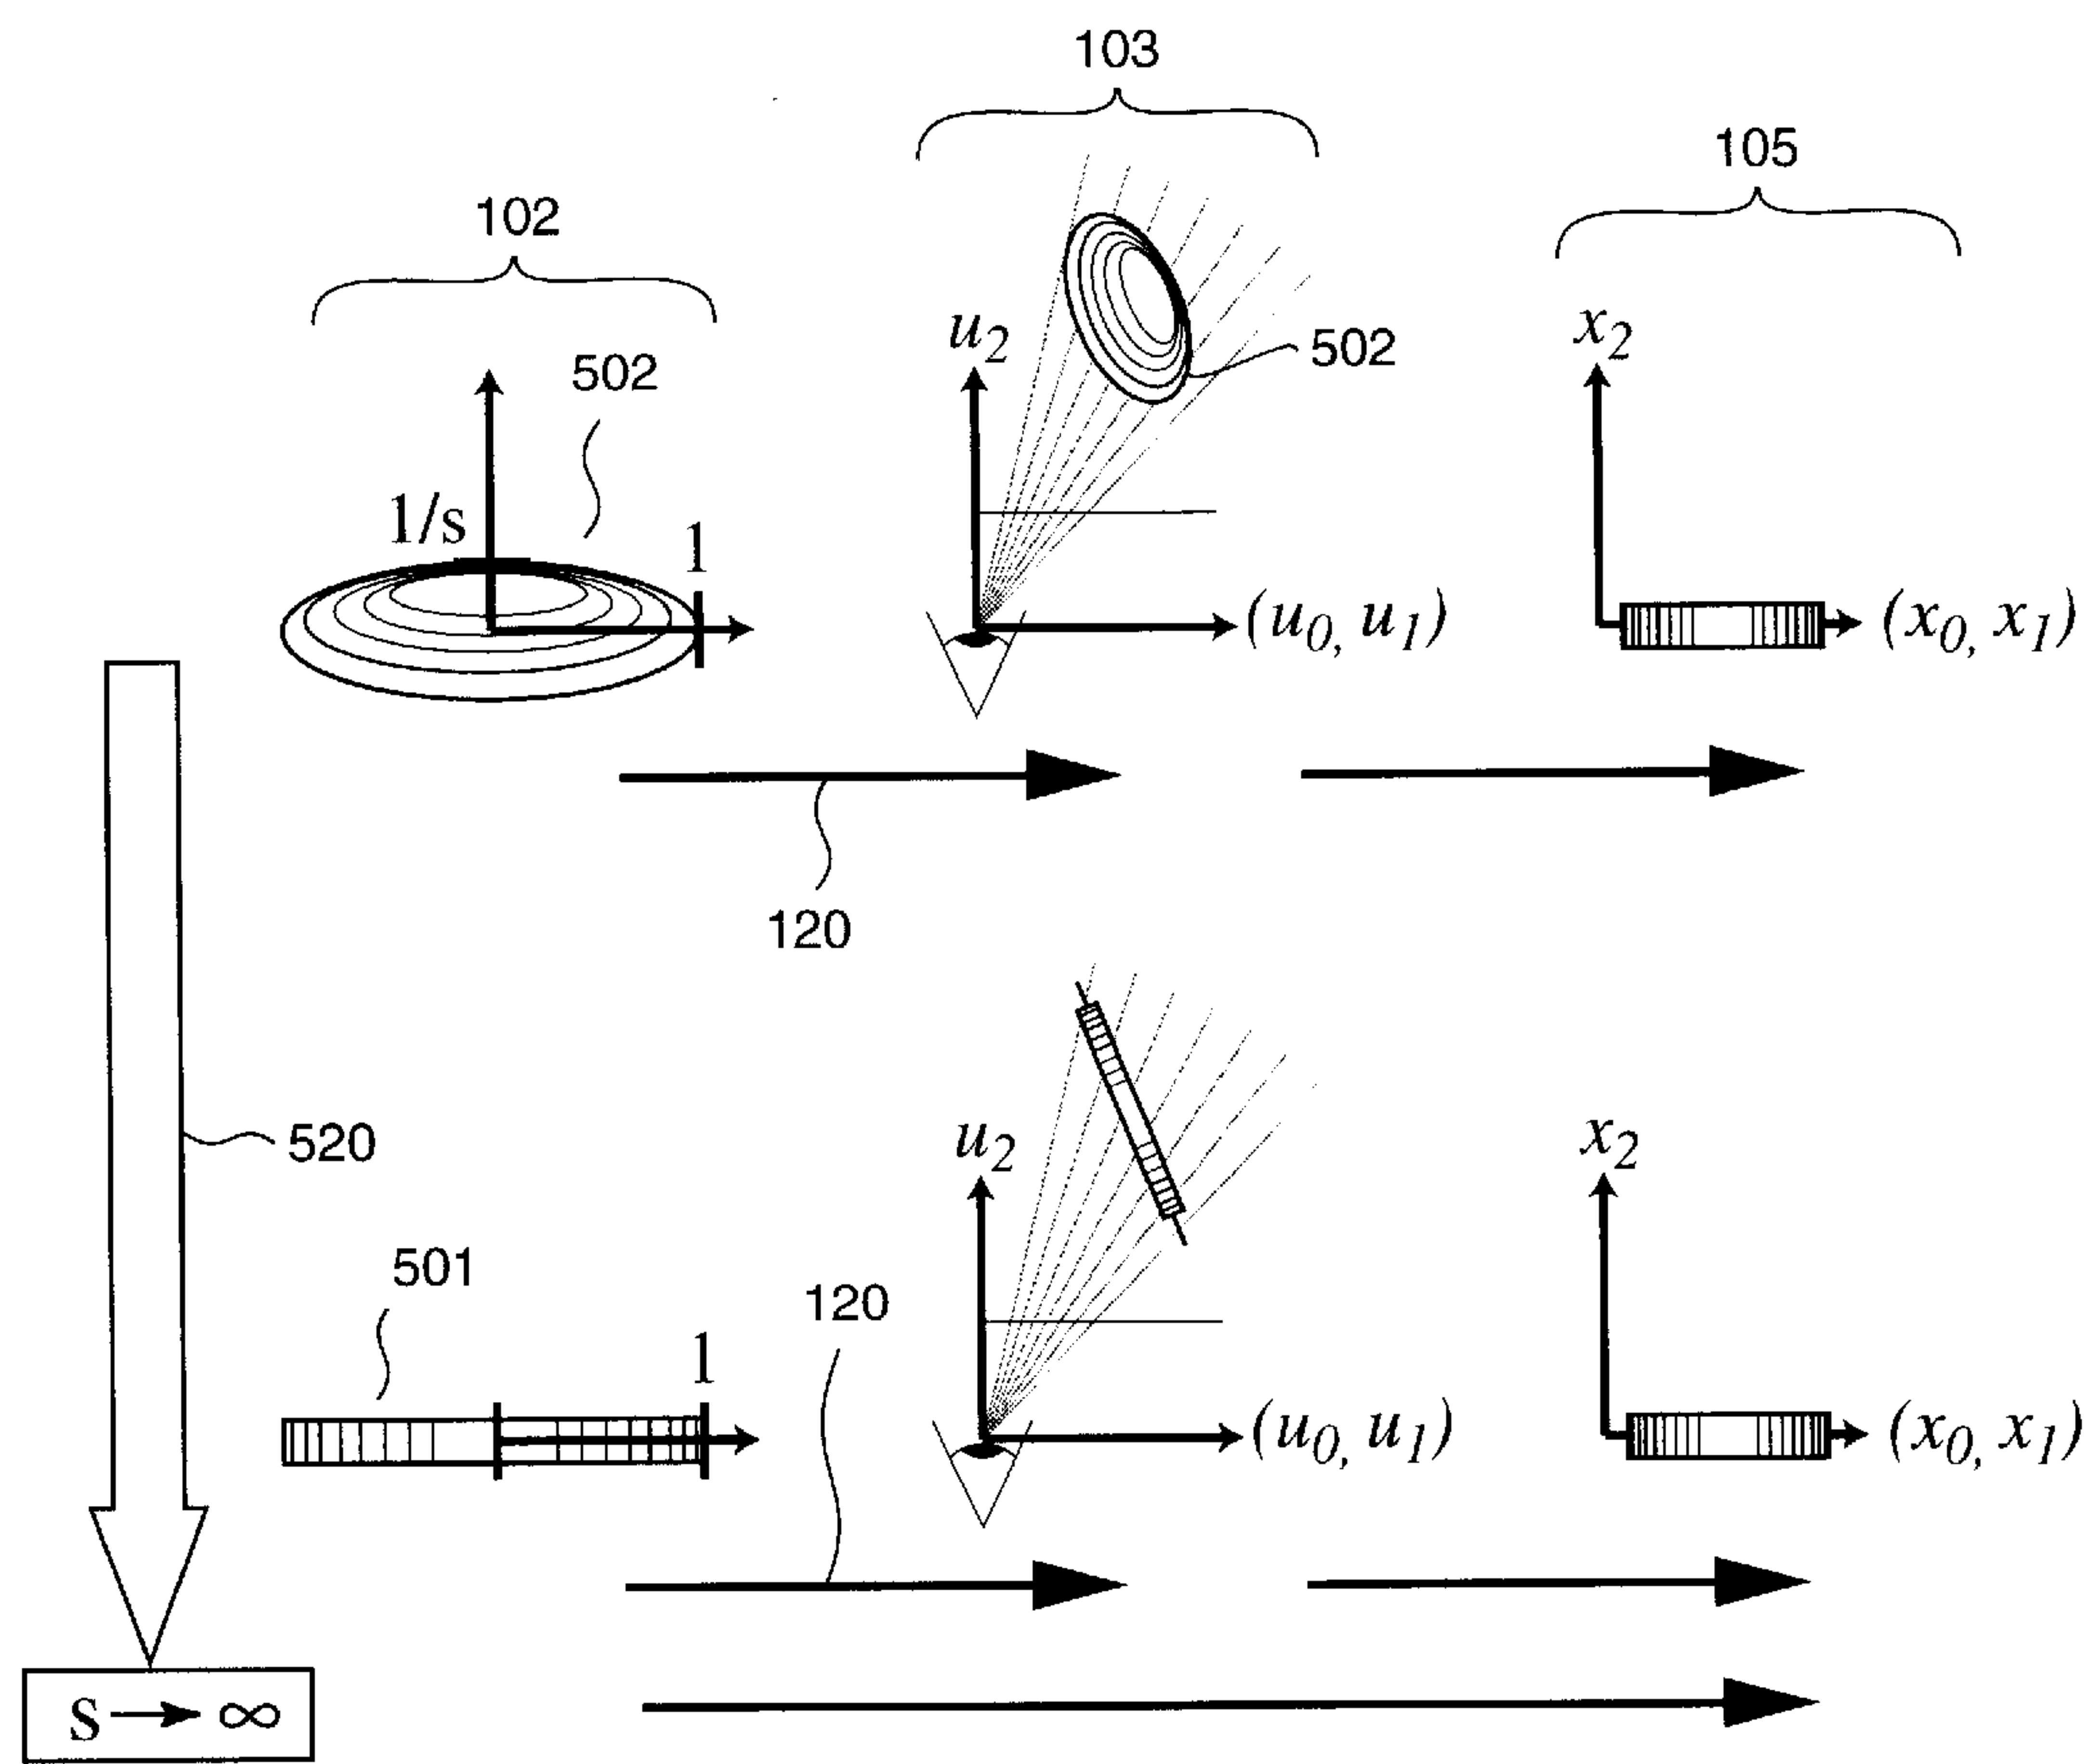 103
105
102
502
u₂
502
x₂
1/s
1
(u₀, u₁)
(x₀, x₁)
120
520
u₂
x₂
501
120
1
(u₀, u₁)
(x₀, x₁)
s → ∞